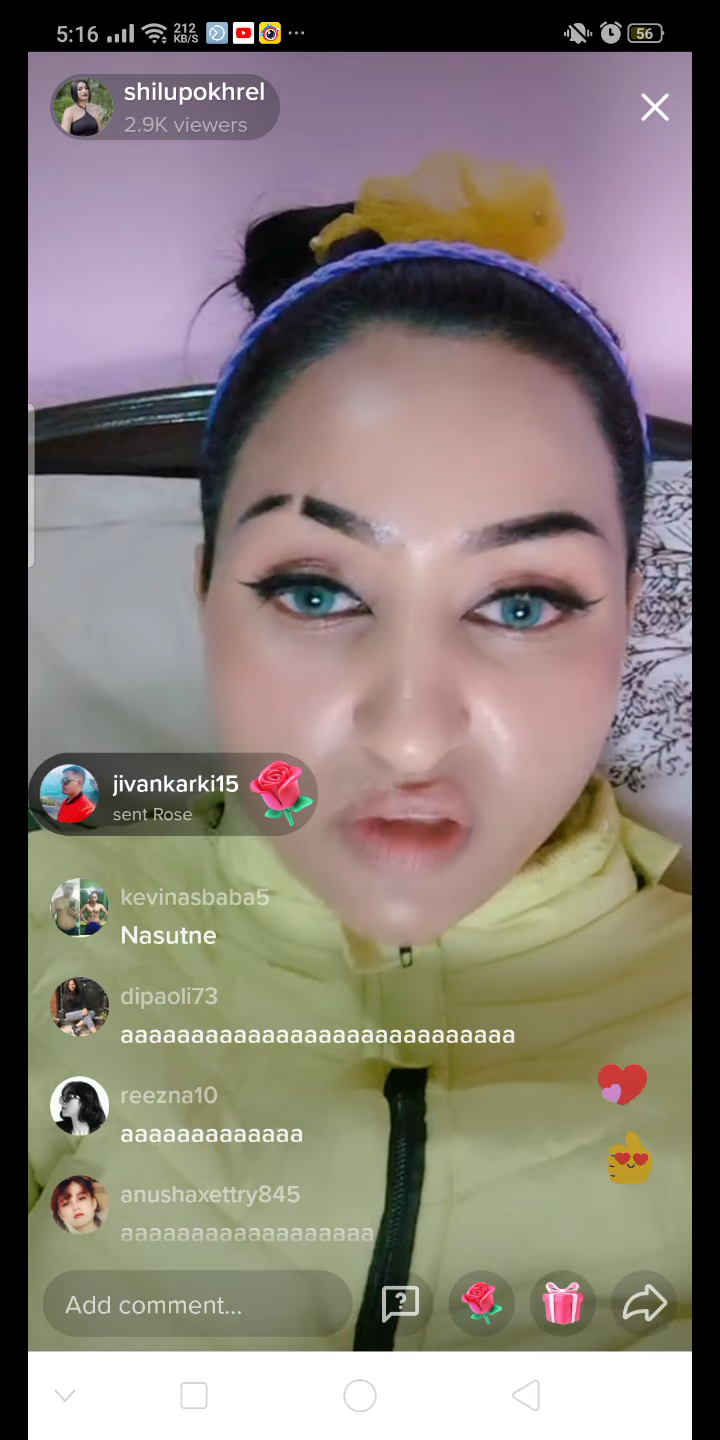 5:16
212
KB/S
56
shilupokhrel
2.9K viewers
jivankarki15
sent Rose
kevinasbaba5
Nasutne
dipaoli73
aaaaaaaaaaaaaaaaaaaaaaaaaaaa
reezna10
aaaaaaaaaaaaa
anushaxettry845
aaaaaaaaaaaaaaaaaa
Add comment...
?